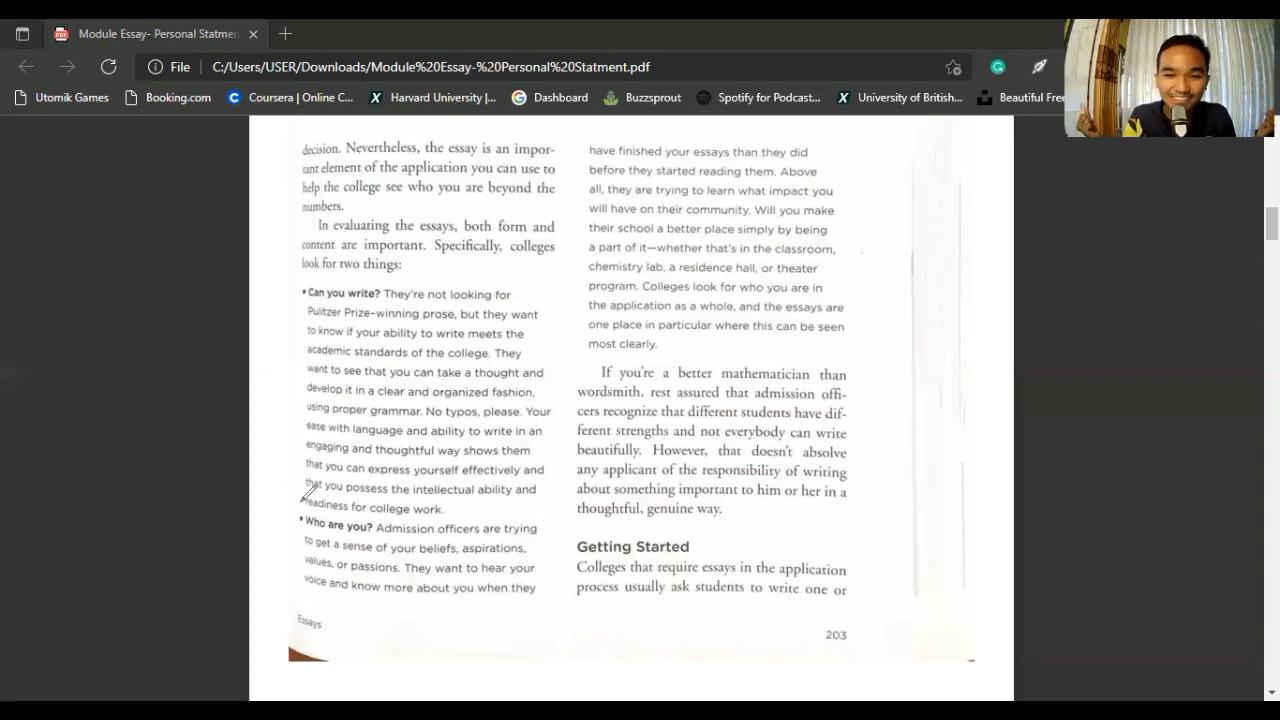 Module Essay- Personal Statmen
File
C:/Users/USER/Downloads/Module%20Essay-%20Personal%20Statment.pdf
Utomik Games
Booking.com
Coursera | Online C...
Harvard University |...
Dashboard
Buzzsprout
Spotify for Podcast...
University of British...
Beautiful Free
decision. Nevertheless, the essay is an impor-
tant element of the application you can use to
help the college see who you are beyond the
numbers.
In evaluating the essays, both form and
content are important. Specifically, colleges
look for two things:
• Can you write? They're not looking for
Pulitzer Prize-winning prose, but they want
to know if your ability to write meets the
academic standards of the college. They
want to see that you can take a thought and
develop it in a clear and organized fashion,
using proper grammar. No typos, please. Your
ease with language and ability to write in an
engaging and thoughtful way shows them
that you can express yourself effectively and
that you possess the intellectual ability and
readiness for college work.
• Who are you? Admission officers are trying
to get a sense of your beliefs, aspirations,
values, or passions. They want to hear your
voice and know more about you when they
Essays
have finished your essays than they did
before they started reading them. Above
all, they are trying to learn what impact you
will have on their community. Will you make
their school a better place simply by being
a part of it—whether that's in the classroom,
chemistry lab, a residence hall, or theater
program. Colleges look for who you are in
the application as a whole, and the essays are
one place in particular where this can be seen
most clearly.
If you're a better mathematician than
wordsmith, rest assured that admission offi-
cers recognize that different students have dif-
ferent strengths and not everybody can write
beautifully. However, that doesn't absolve
any applicant of the responsibility of writing
about something important to him or her in a
thoughtful, genuine way.
Getting Started
Colleges that require essays in the application
process usually ask students to write one or
203